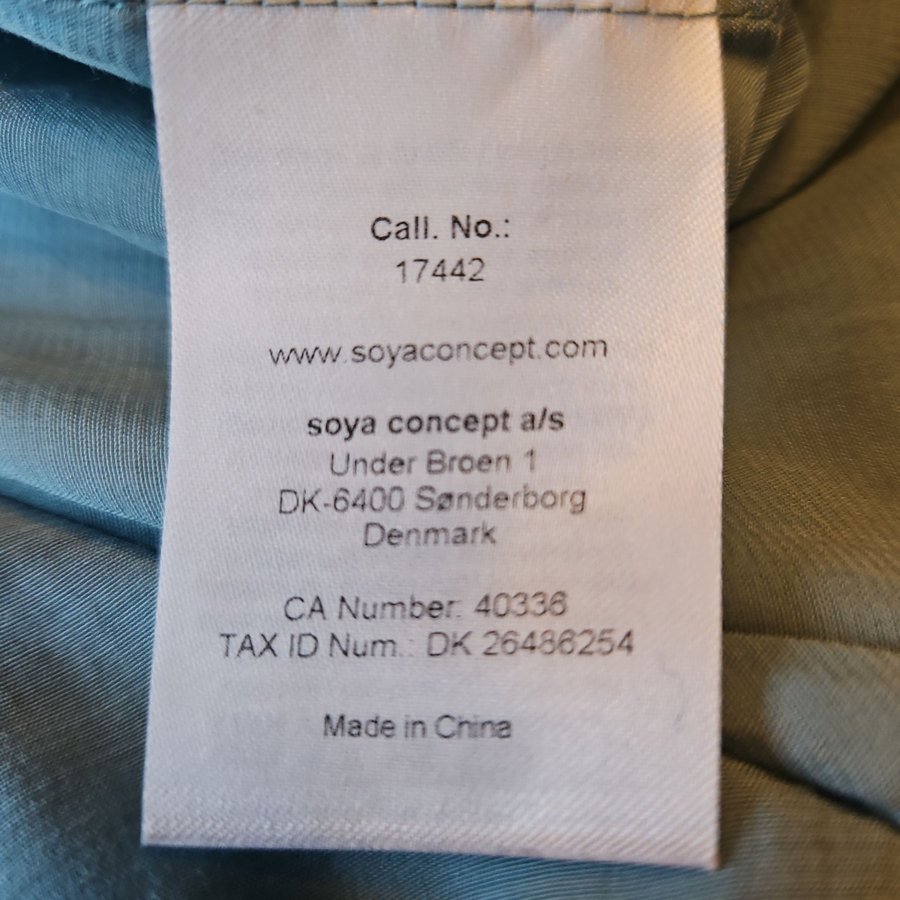 Call. No.:
17442
www.soyaconcept.com
soya concept a/s
Under Broen 1
DK-6400 Sønderborg
Denmark
CA Number: 40336
TAX ID Num.: DK 26486254
Made in China